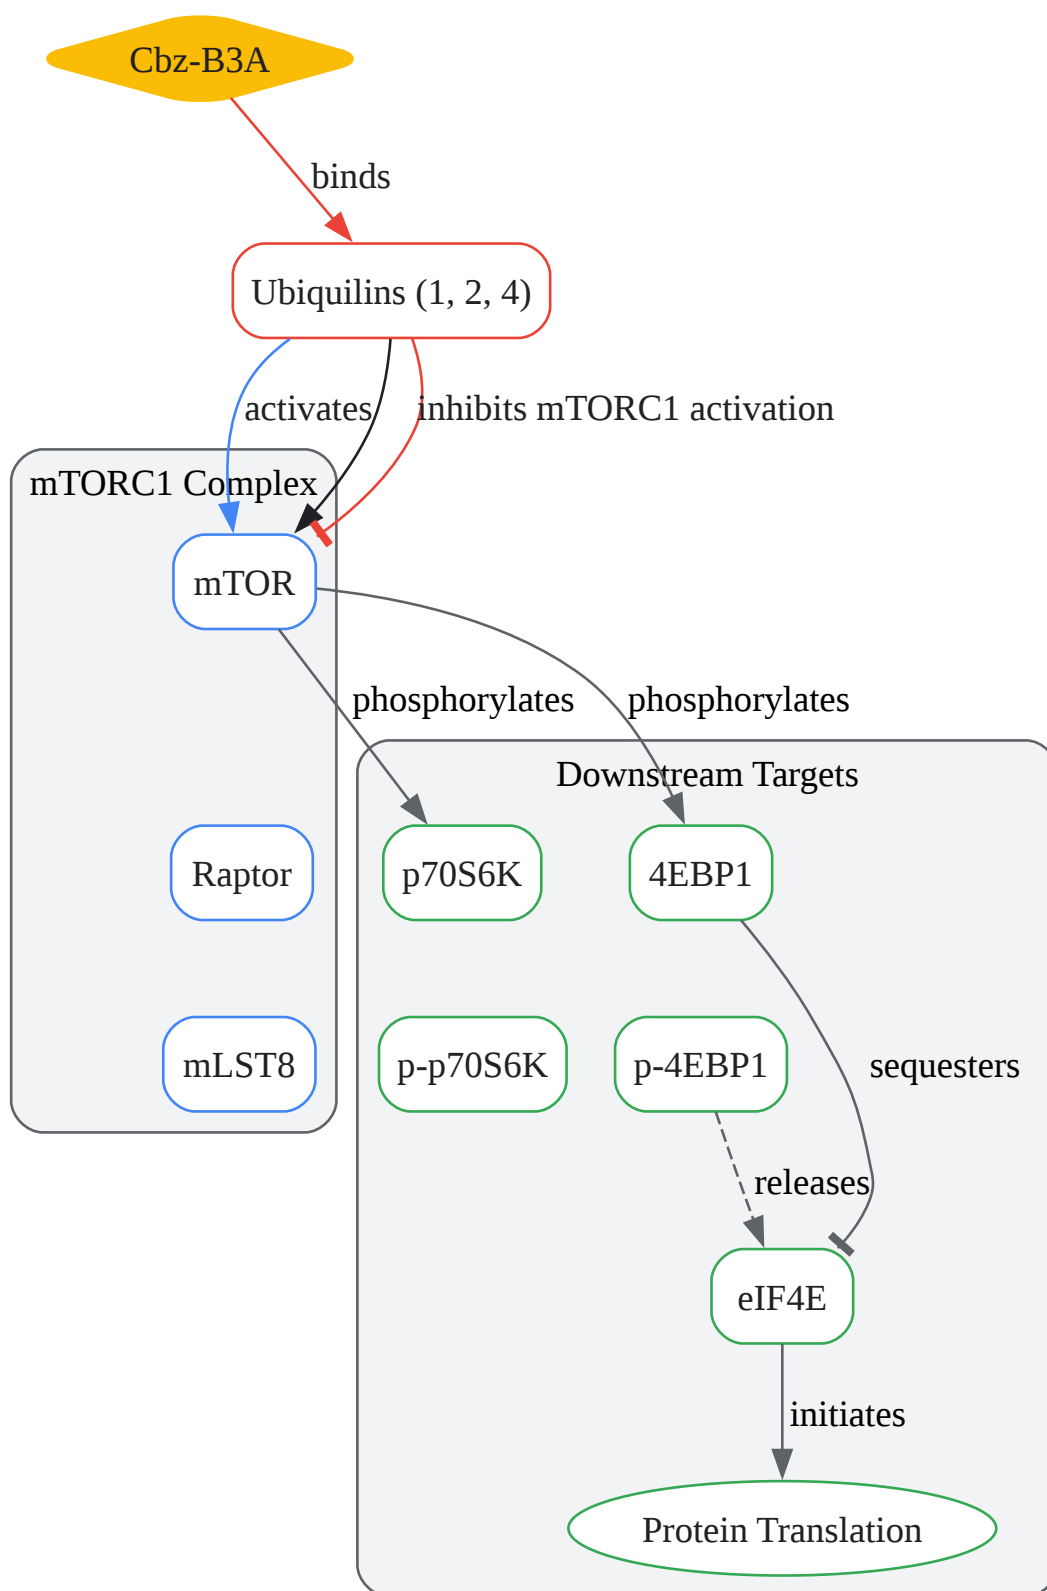 Cbz-B3A
binds
Ubiquilins (1, 2, 4)
activates
inhibits mTORC1 activation
mTORC1 Complex
mTOR
phosphorylates
phosphorylates
Downstream Targets
Raptor
p70S6K
4EBP1
mLST8
p-p70S6K
p-4EBP1
sequesters
releases
eIF4E
initiates
Protein Translation